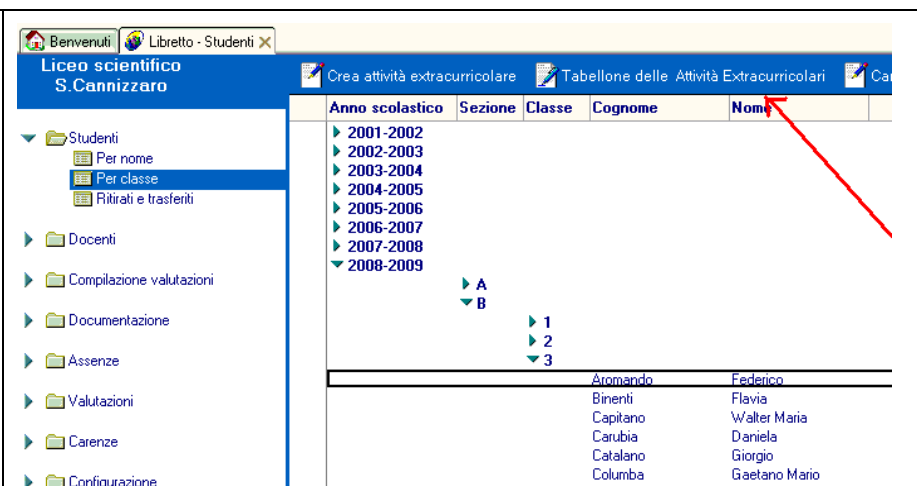 Benvenuti Libretto - Studenti
Liceo scientifico
S.Cannizzaro
Crea attività extracurricolare Tabellone delle Attività Extracurricolari
Anno scolastico Sezione Classe Cognome Nome
Studenti
Per nome
Per classe
Ritirati e trasferiti
Docenti
Compilazione valutazioni
Documentazione
Assenze
Valutazioni
Carenze
Configurazione
2001-2002
2002-2003
2003-2004
2004-2005
2005-2006
2006-2007
2007-2008
2008-2009
A
B
1
2
3
Aromando Federico
Binenti Flavia
Capitano Walter Maria
Carubia Daniela
Catalano Giorgio
Columba Gaetano Mario